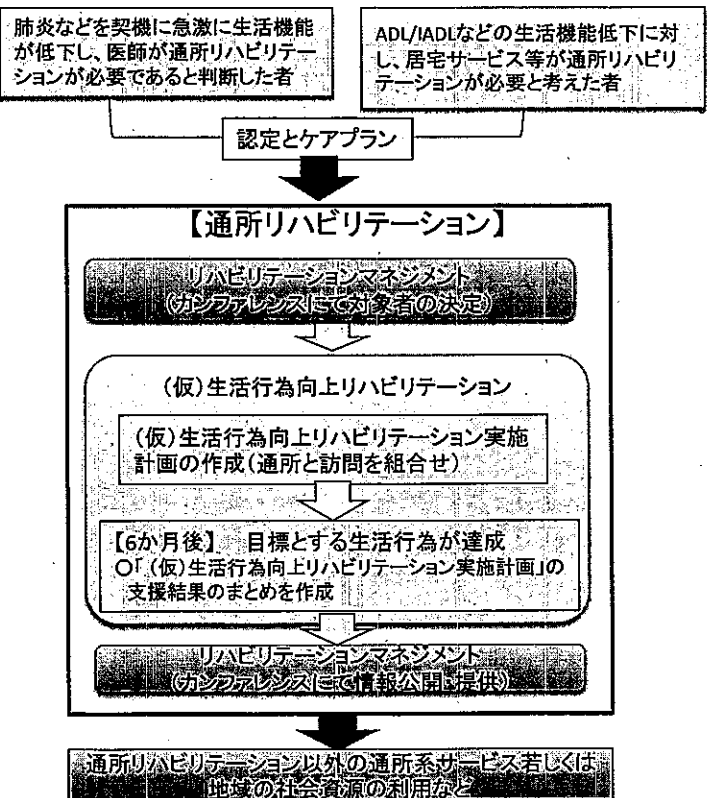 肺炎などを契機に急激に生活機能
が低下し、医師が通所リハビリテー
ションが必要であると判断した者
ADL/IADLなどの生活機能低下に対
し、居宅サービス等が通所リハビリ
テーションが必要と考えた者
認定とケアプラン
【通所リハビリテーション】
リハビリテーションマネジメント
(カンファレンスにて対象者の決定)
(仮)生活行為向上リハビリテーション
(仮)生活行為向上リハビリテーション実施
計画の作成(通所と訪問を組合せ)
【6か月後】 目標とする生活行為が達成
○「(仮)生活行為向上リハビリテーション実施計画」の
支援結果のまとめを作成
リハビリテーションマネジメント
(カンファレンスにて情報公開・提供)
通所リハビリテーション以外の通所系サービス若しくは
地域の社会資源の利用など